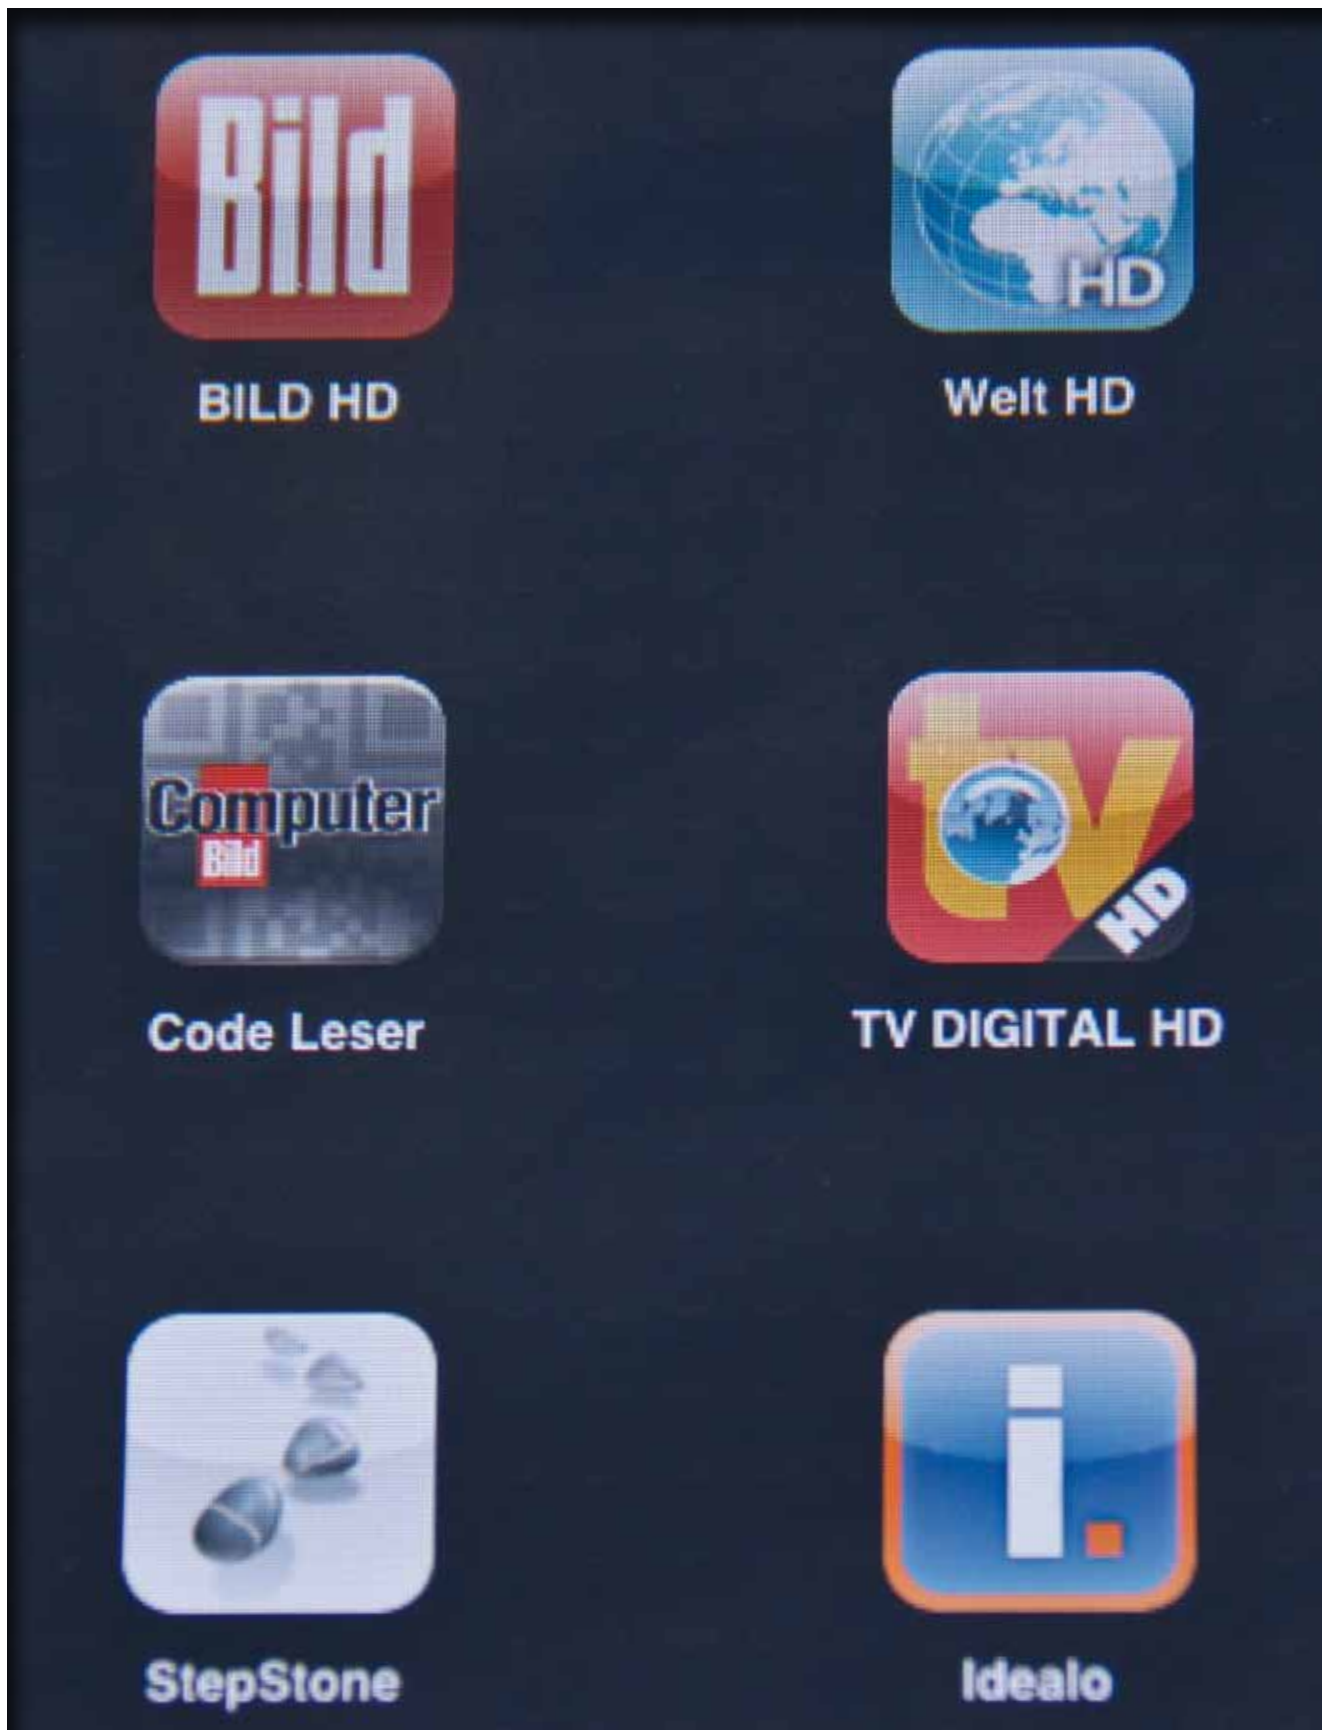 Bild
HD
BILD HD
Welt HD
Computer
Bild
tv
HD
Code Leser
TV DIGITAL HD
i.
StepStone
Idealo